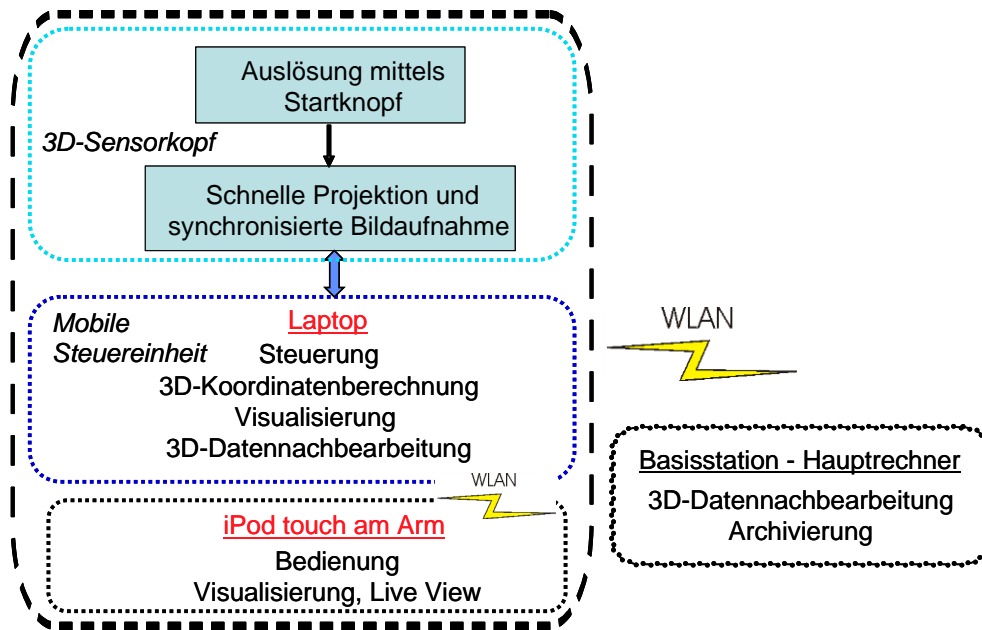 Auslösung mittels
Startknopf
3D-Sensorkopf
Schnelle Projektion und
synchronisierte Bildaufnahme
Mobile
Steuereinheit
Laptop
Steuerung
3D-Koordinatenberechnung
Visualisierung
3D-Datennachbearbeitung
WLAN
iPod touch am Arm
Bedienung
Visualisierung, Live View
WLAN
Basisstation - Hauptrechner
3D-Datennachbearbeitung
Archivierung